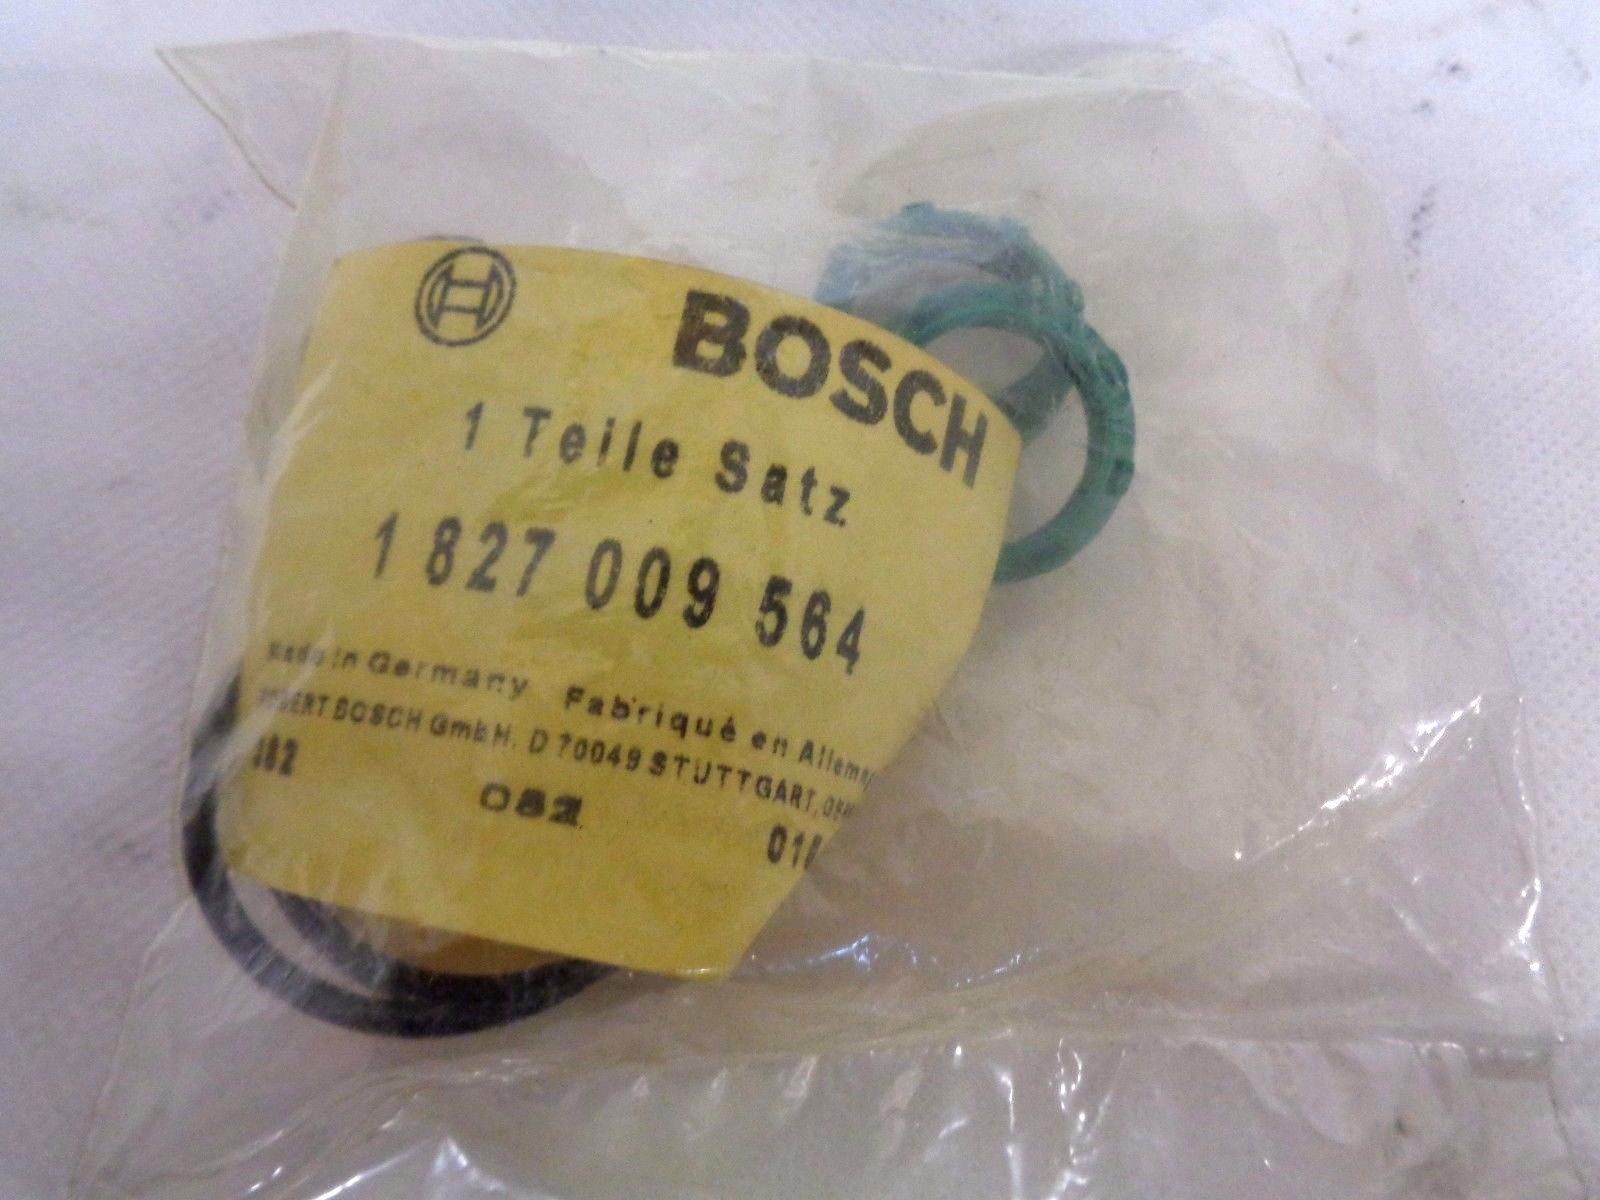 BOSCH
1 Teile Satz
1 827 009 564
Made in Germany Fabriqué en
BOSCH GmbH. D 70049 STUTTGART,
082